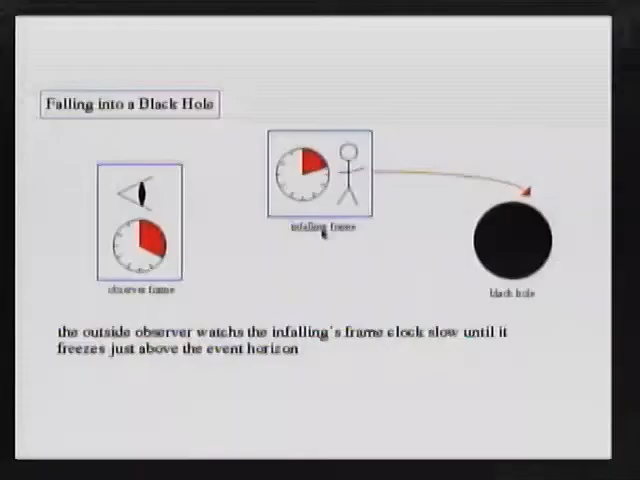 Falling into a Black Hole
infalling frame
observer frame
black hole
the outside observer watchs the infalling's frame clock slow until it
freezes just above the event horizon